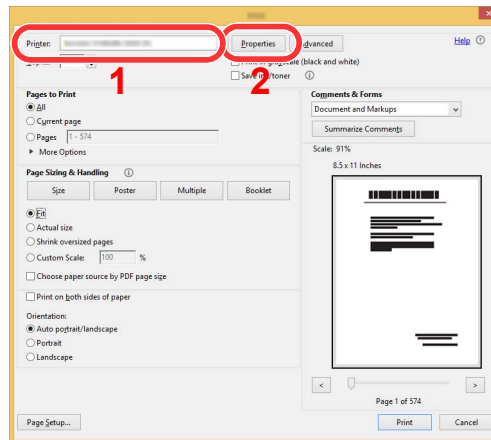 Printer:
Properties
Advanced
Help
1
2
(black and white)
Save ink/toner
Pages to Print
All
Current page
Pages
1 - 574
More Options
Comments & Forms
Document and Markups
Summarize Comments
Scale: 91%
8.5 x 11 Inches
Page Sizing & Handling
Size
Poster
Multiple
Booklet
Fit
Actual size
Shrink oversized pages
Custom Scale:
100
%
Choose paper source by PDF page size
Print on both sides of paper
Orientation:
Auto portrait/landscape
Portrait
Landscape
<
>
Page 1 of 574
Page Setup...
Print
Cancel